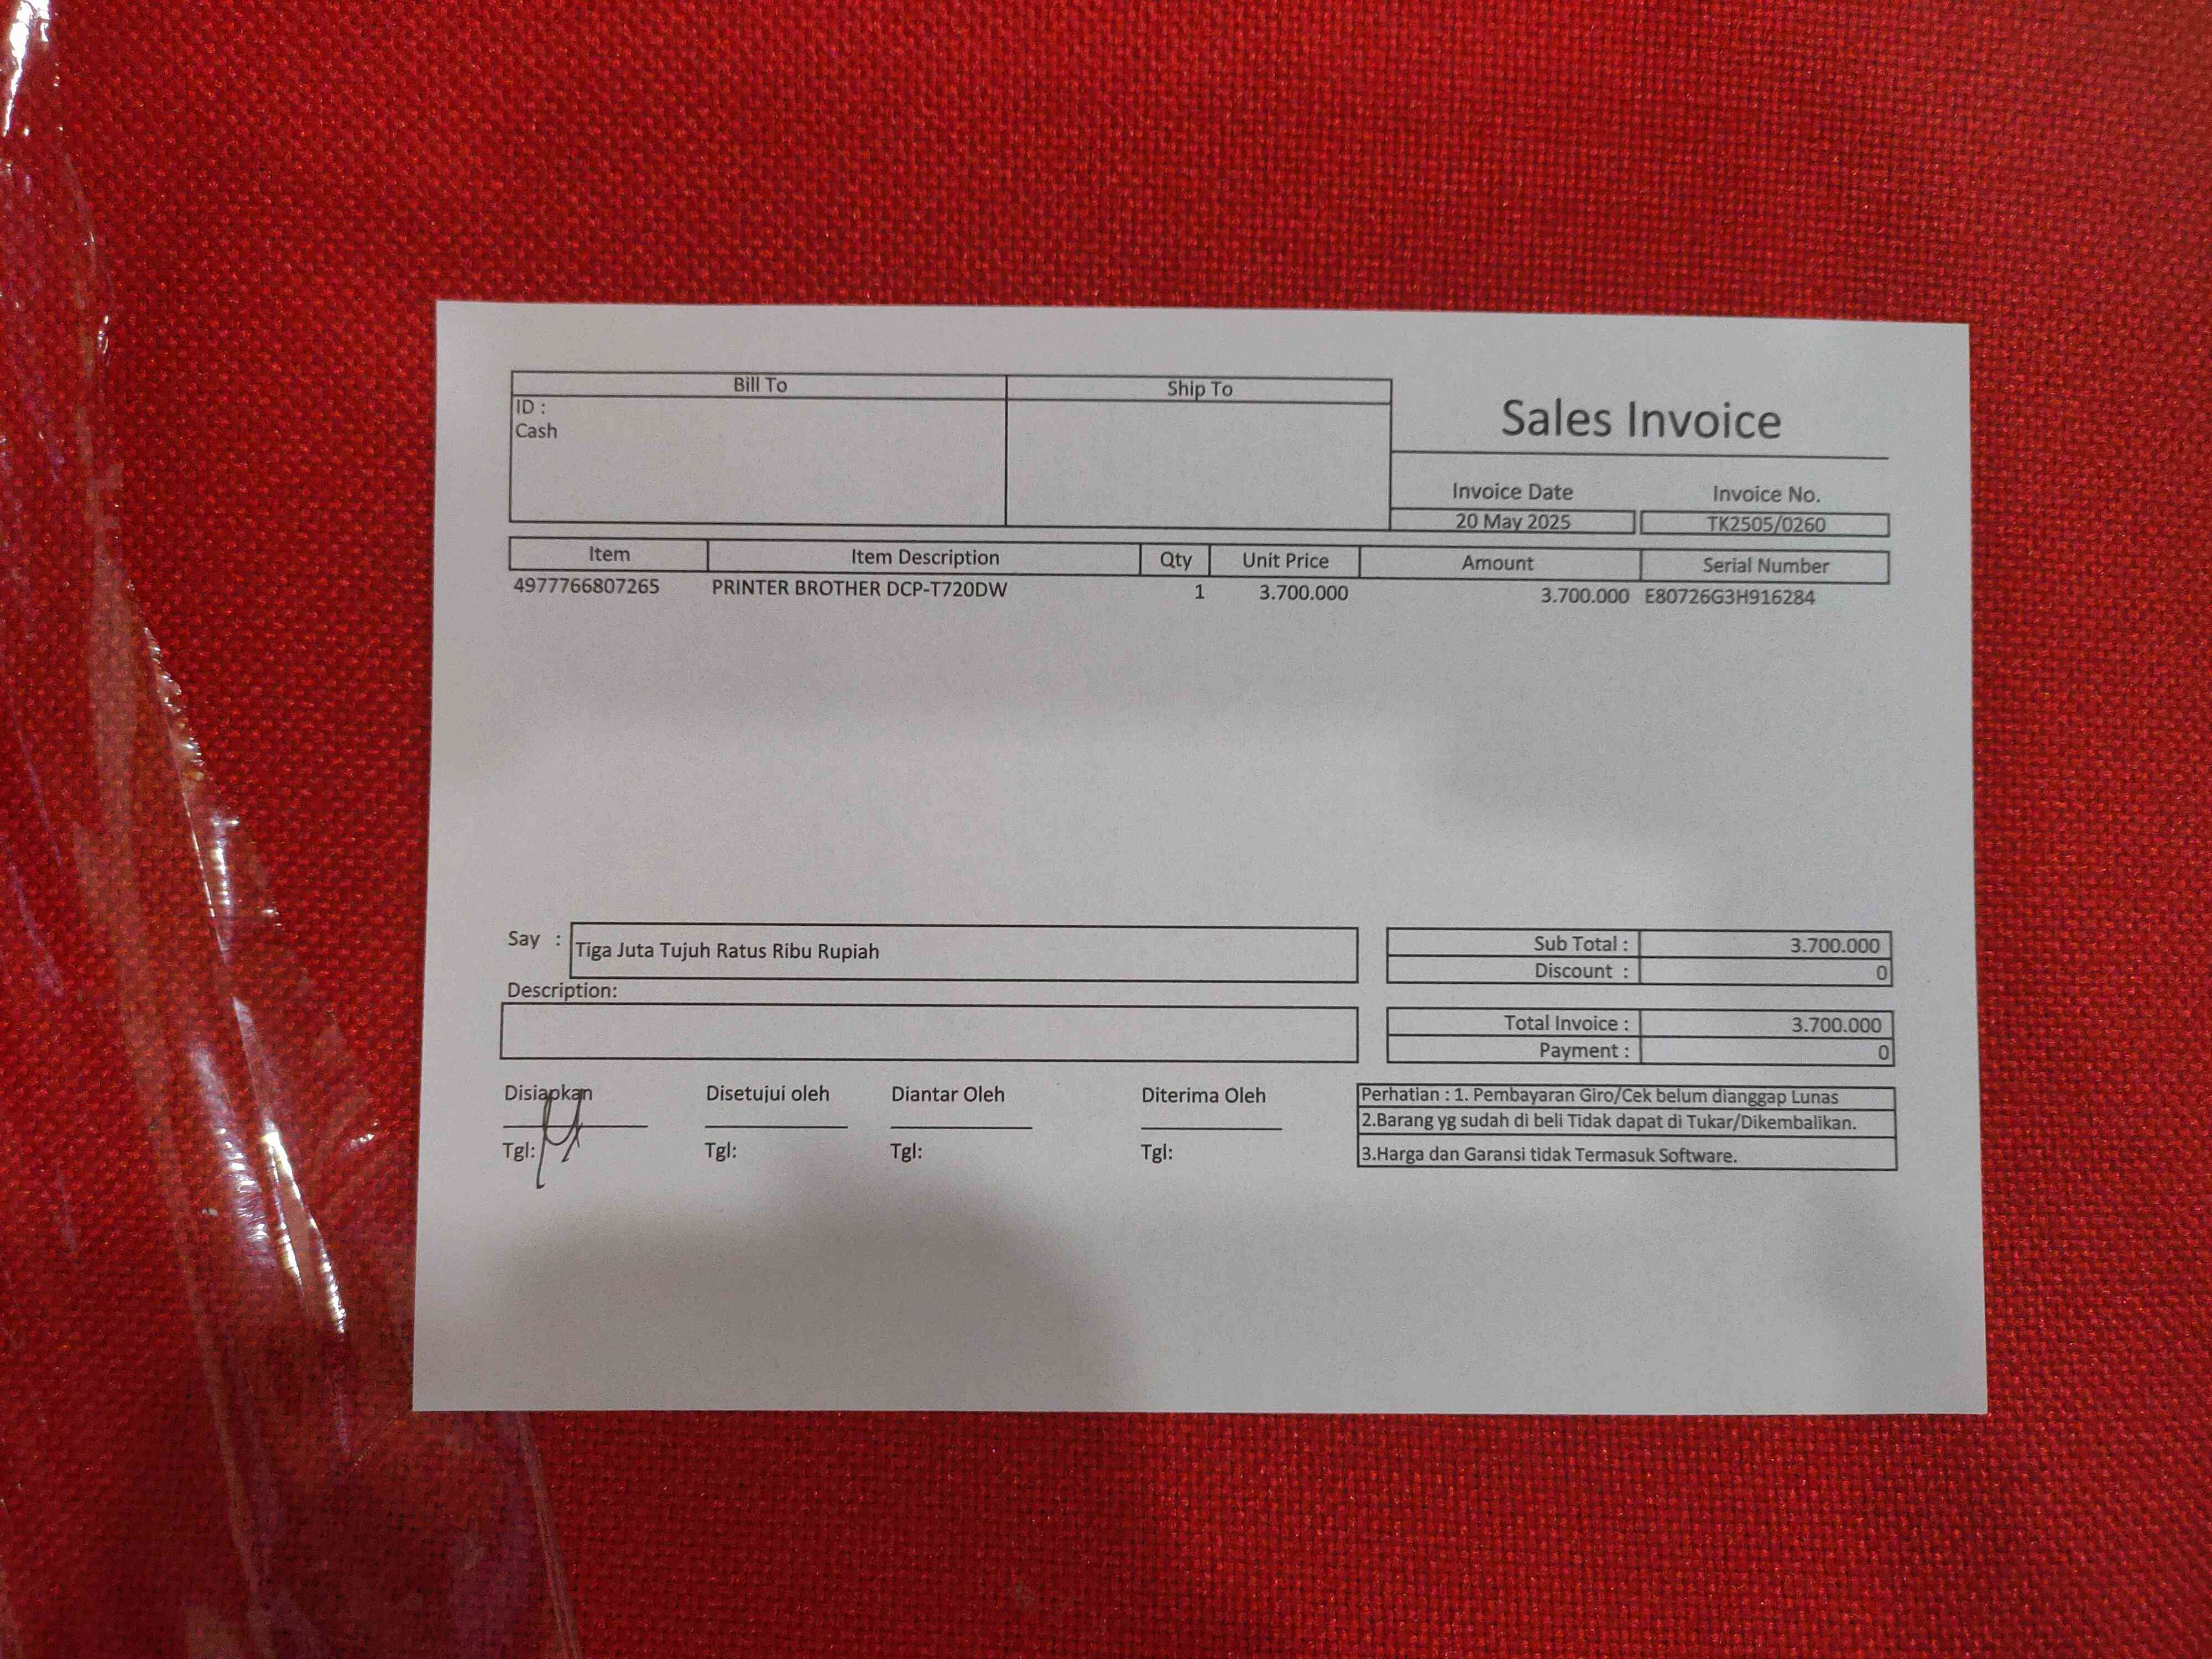 Bill To
Ship To
Sales Invoice
ID :
Cash
Invoice Date Invoice No.
20 May 2025 TK2505/0260
Item Item Description Qty Unit Price Amount Serial Number
4977766807265 PRINTER BROTHER DCP-T720DW 1 3.700.000 3.700.000 E80726G3H916284
Say : Tiga Juta Tujuh Ratus Ribu Rupiah
Sub Total : 3.700.000
Discount : 0
Description:
Total Invoice : 3.700.000
Payment : 0
Disiapkan Disetujui oleh Diantar Oleh Diterima Oleh
Tgl: Tgl: Tgl: Tgl:
Perhatian : 1. Pembayaran Giro/Cek belum dianggap Lunas
2.Barang yg sudah di beli Tidak dapat di Tukar/Dikembalikan.
3.Harga dan Garansi tidak Termasuk Software.